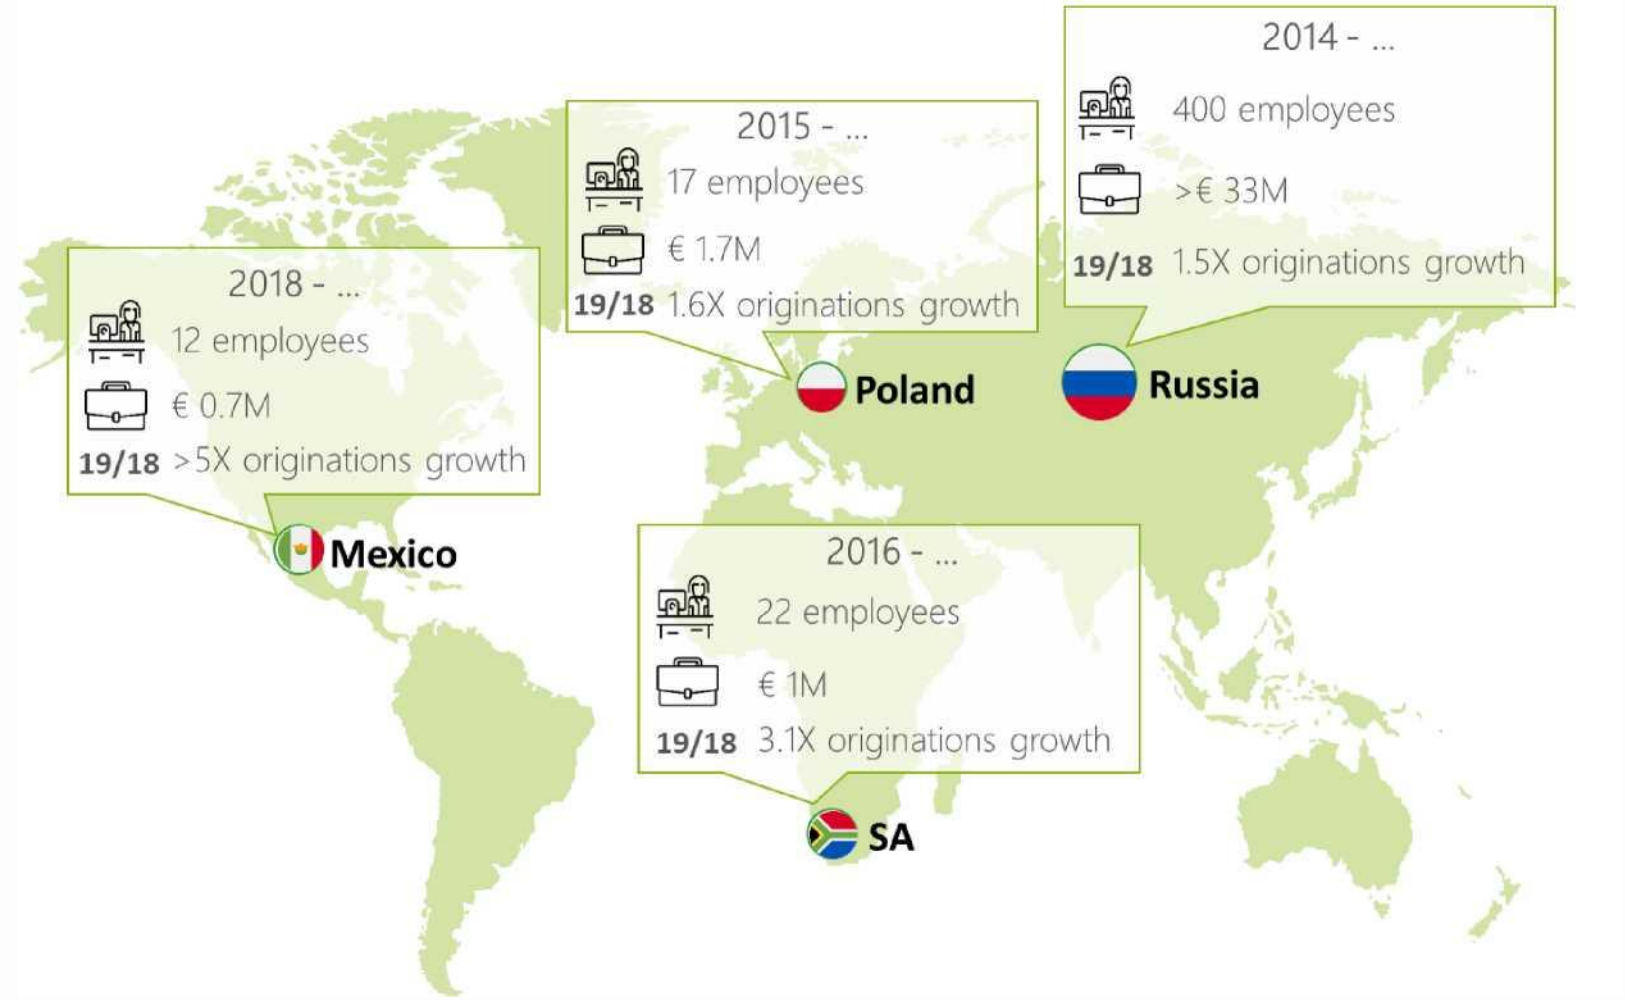 2014 - ...
400 employees
>€ 33M
19/18 1.5X originations growth
Russia
2015 - ...
17 employees
€ 1.7M
19/18 1.6X originations growth
Poland
2018 - ...
12 employees
€ 0.7M
19/18 >5X originations growth
Mexico
2016 - ...
22 employees
€ 1M
19/18 3.1X originations growth
SA